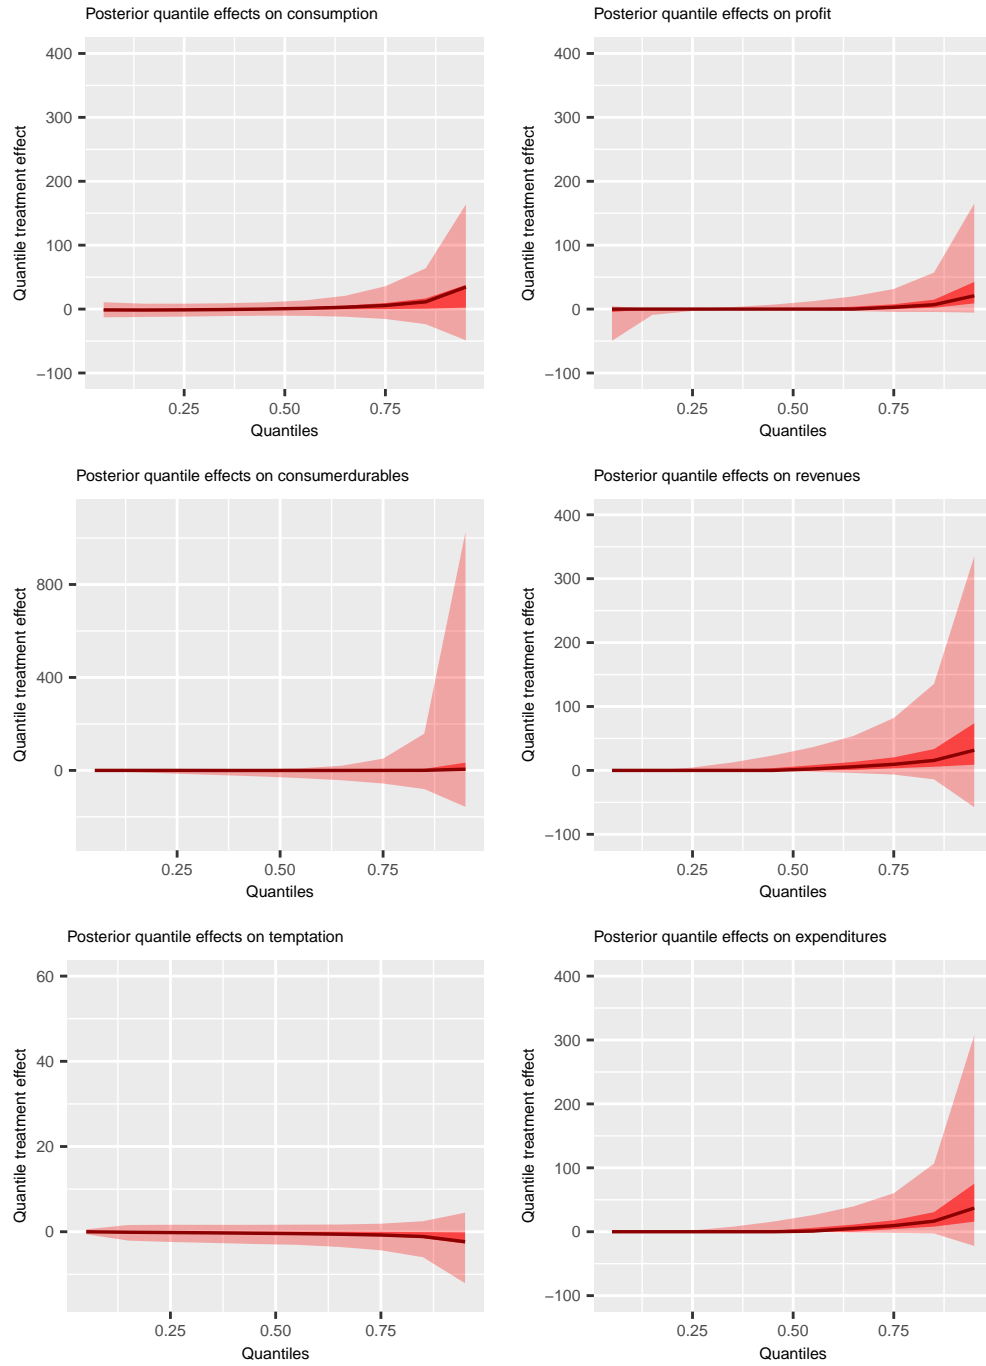 Posterior quantile effects on consumption
400
300
200
100
0
−100
Quantile treatment effect
0.25 0.50 0.75
Quantiles
Posterior quantile effects on profit
400
300
200
100
0
−100
Quantile treatment effect
0.25 0.50 0.75
Quantiles
Posterior quantile effects on consumerdurables
800
400
0
Quantile treatment effect
0.25 0.50 0.75
Quantiles
Posterior quantile effects on revenues
400
300
200
100
0
−100
Quantile treatment effect
0.25 0.50 0.75
Quantiles
Posterior quantile effects on temptation
60
40
20
0
Quantile treatment effect
0.25 0.50 0.75
Quantiles
Posterior quantile effects on expenditures
400
300
200
100
0
−100
Quantile treatment effect
0.25 0.50 0.75
Quantiles